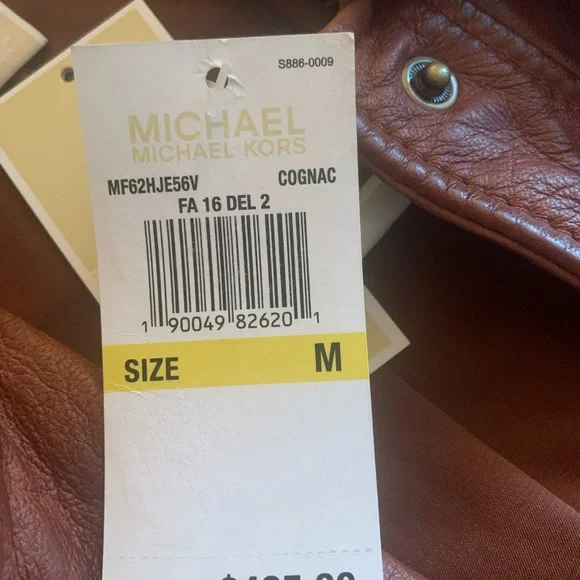 S886-0009
MICHAEL
MICHAEL KORS
MF62HJE56V COGNAC
FA 16 DEL 2
1 90049 82620 1
SIZE M